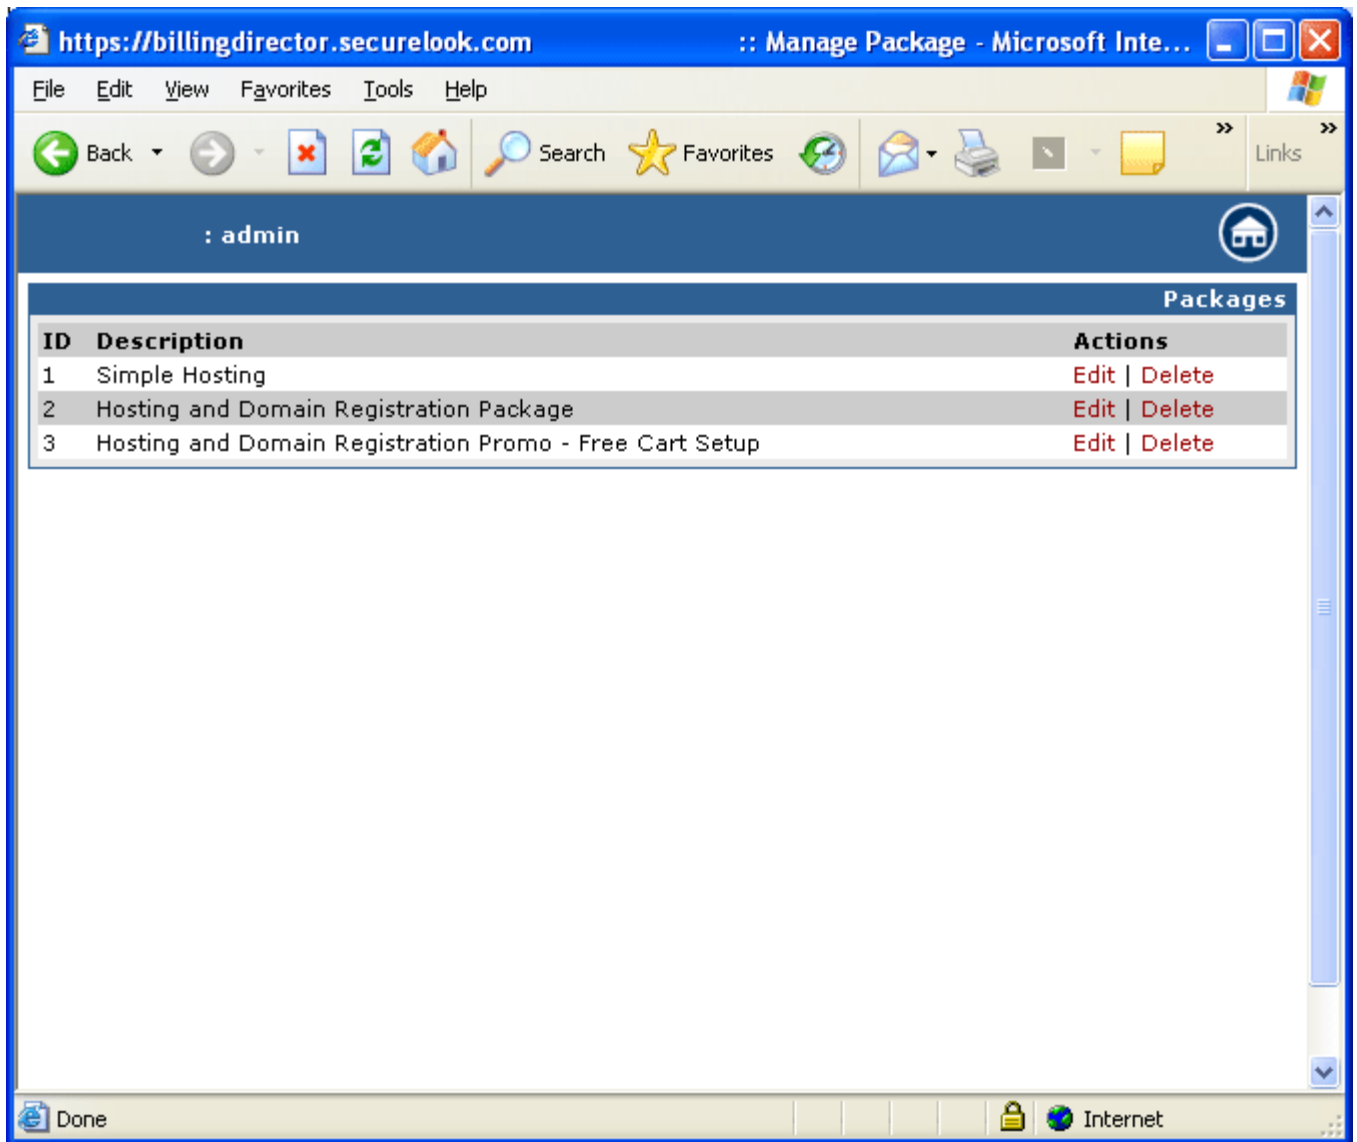 https://billingdirector.securelook.com :: Manage Package - Microsoft Inte...
File Edit View Favorites Tools Help
Back Search Favorites » Links »
: admin
Packages
ID Description Actions
1 Simple Hosting Edit | Delete
2 Hosting and Domain Registration Package Edit | Delete
3 Hosting and Domain Registration Promo - Free Cart Setup Edit | Delete
Done Internet